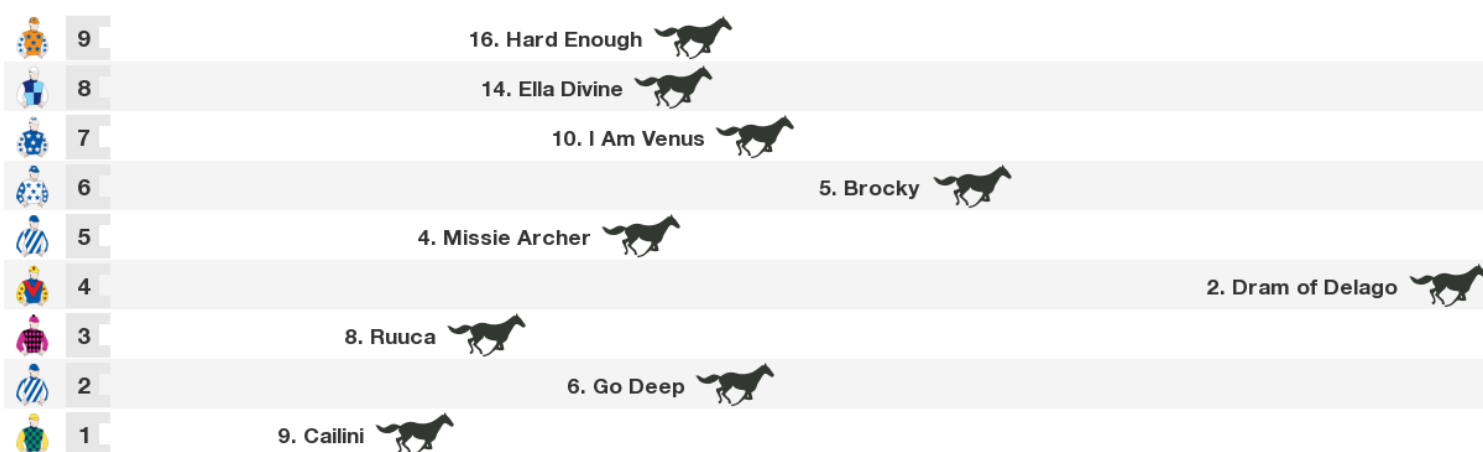 9 16. Hard Enough
8 14. Ella Divine
7 10. I Am Venus
6 5. Brocky
5 4. Missie Archer
4 2. Dram of Delago
3 8. Ruuca
2 6. Go Deep
1 9. Cailini